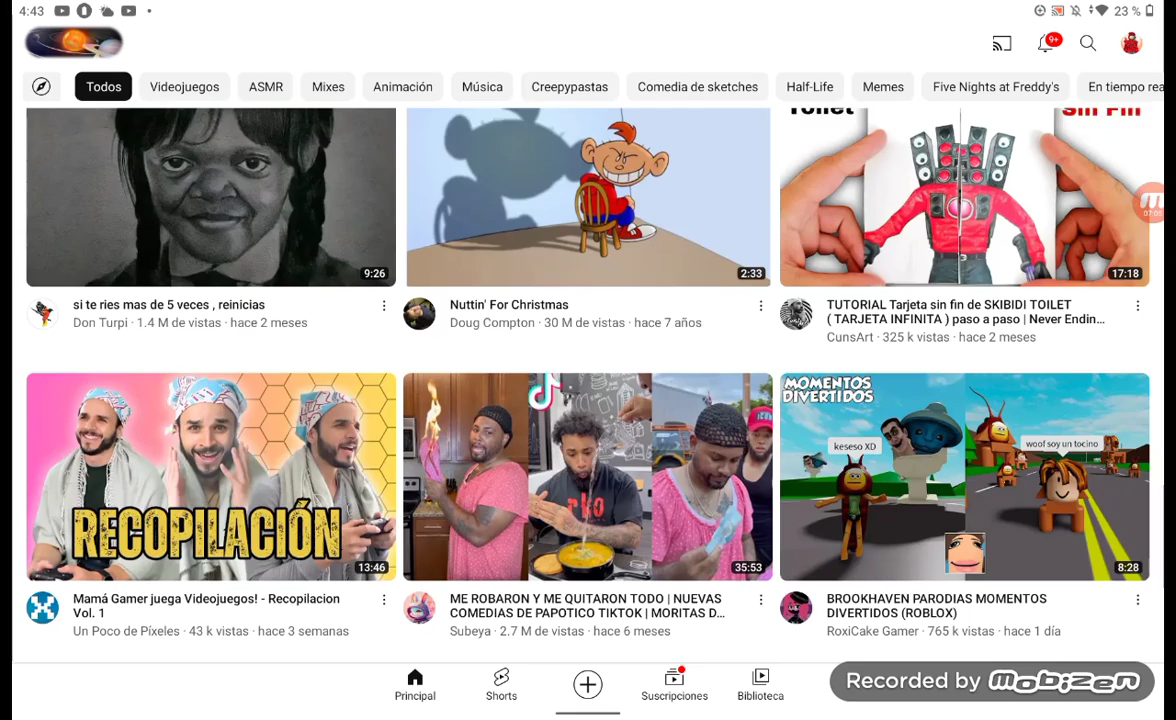 4:43
23 %
9+
Todos
Videojuegos
ASMR
Mixes
Animación
Música
Creepypastas
Comedia de sketches
Half-Life
Memes
Five Nights at Freddy's
En tiempo rea
Toilet
Sin Fin
07:05
9:26
2:33
17:18
si te ries mas de 5 veces , reinicias
Don Turpi · 1.4 M de vistas · hace 2 meses
Nuttin' For Christmas
Doug Compton · 30 M de vistas · hace 7 años
TUTORIAL Tarjeta sin fin de SKIBIDI TOILET
( TARJETA INFINITA ) paso a paso | Never Endin...
CunsArt · 325 k vistas · hace 2 meses
RECOPILACIÓN
13:46
35:53
MOMENTOS
DIVERTIDOS
keseso XD
woof soy un tocino
8:28
Mamá Gamer juega Videojuegos! - Recopilacion
Vol. 1
Un Poco de Píxeles · 43 k vistas · hace 3 semanas
ME ROBARON Y ME QUITARON TODO | NUEVAS
COMEDIAS DE PAPOTICO TIKTOK | MORITAS D...
Subeya · 2.7 M de vistas · hace 6 meses
BROOKHAVEN PARODIAS MOMENTOS
DIVERTIDOS (ROBLOX)
RoxiCake Gamer · 765 k vistas · hace 1 día
Principal
Shorts
Suscripciones
Biblioteca
Recorded by mobizen